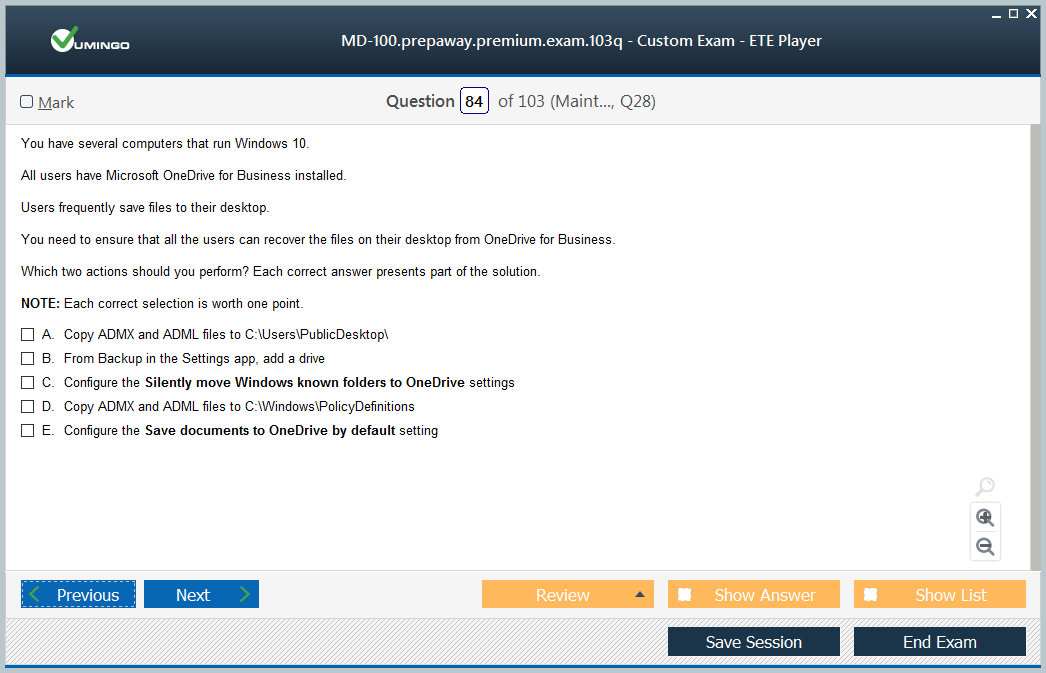 VUMINGO
MD-100.prepaway.premium.exam.103q - Custom Exam - ETE Player
Mark
Question 84 of 103 (Maint..., Q28)
You have several computers that run Windows 10.
All users have Microsoft OneDrive for Business installed.
Users frequently save files to their desktop.
You need to ensure that all the users can recover the files on their desktop from OneDrive for Business.
Which two actions should you perform? Each correct answer presents part of the solution.
NOTE: Each correct selection is worth one point.
A. Copy ADMX and ADML files to C:\Users\PublicDesktop\
B. From Backup in the Settings app, add a drive
C. Configure the Silently move Windows known folders to OneDrive settings
D. Copy ADMX and ADML files to C:\Windows\PolicyDefinitions
E. Configure the Save documents to OneDrive by default setting
Previous Next Review Show Answer Show List
Save Session End Exam